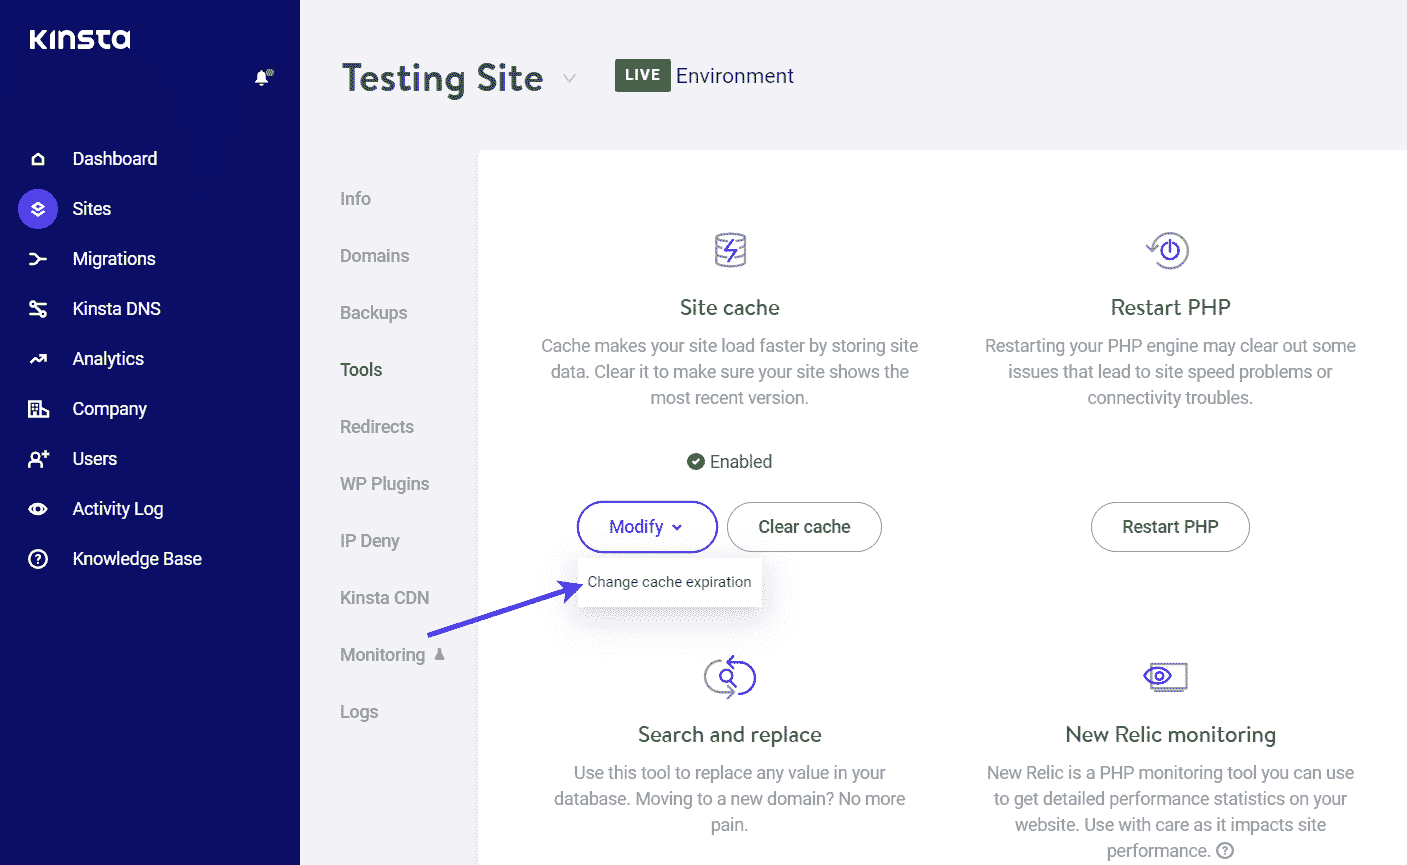 KINSTA
Dashboard
Sites
Migrations
Kinsta DNS
Analytics
Company
Users
Activity Log
Knowledge Base
Testing Site
LIVE Environment
Info
Domains
Backups
Tools
Redirects
WP Plugins
IP Deny
Kinsta CDN
Monitoring
Logs
Site cache
Cache makes your site load faster by storing site
data. Clear it to make sure your site shows the
most recent version.
Enabled
Modify
Clear cache
Change cache expiration
Restart PHP
Restarting your PHP engine may clear out some
issues that lead to site speed problems or
connectivity troubles.
Restart PHP
Search and replace
Use this tool to replace any value in your
database. Moving to a new domain? No more
pain.
New Relic monitoring
New Relic is a PHP monitoring tool you can use
to get detailed performance statistics on your
website. Use with care as it impacts site
performance. ?